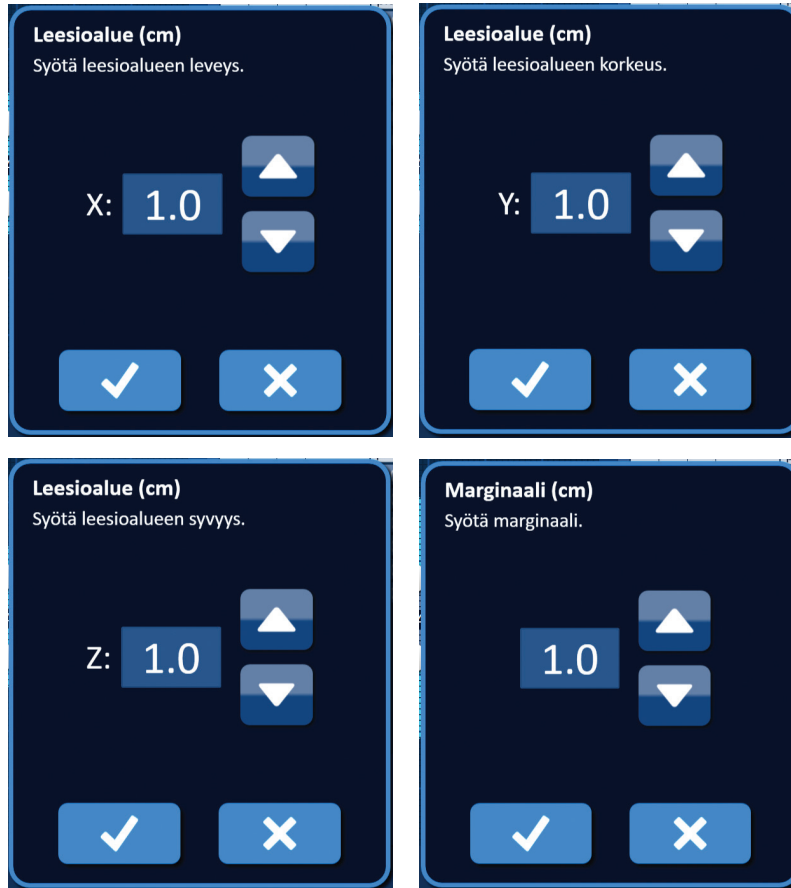 Leesioalue (cm)
Syötä leesioalueen leveys.
X: 1.0
Leesioalue (cm)
Syötä leesioalueen korkeus.
Y: 1.0
Leesioalue (cm)
Syötä leesioalueen syvyys.
Z: 1.0
Marginaali (cm)
Syötä marginaali.
1.0